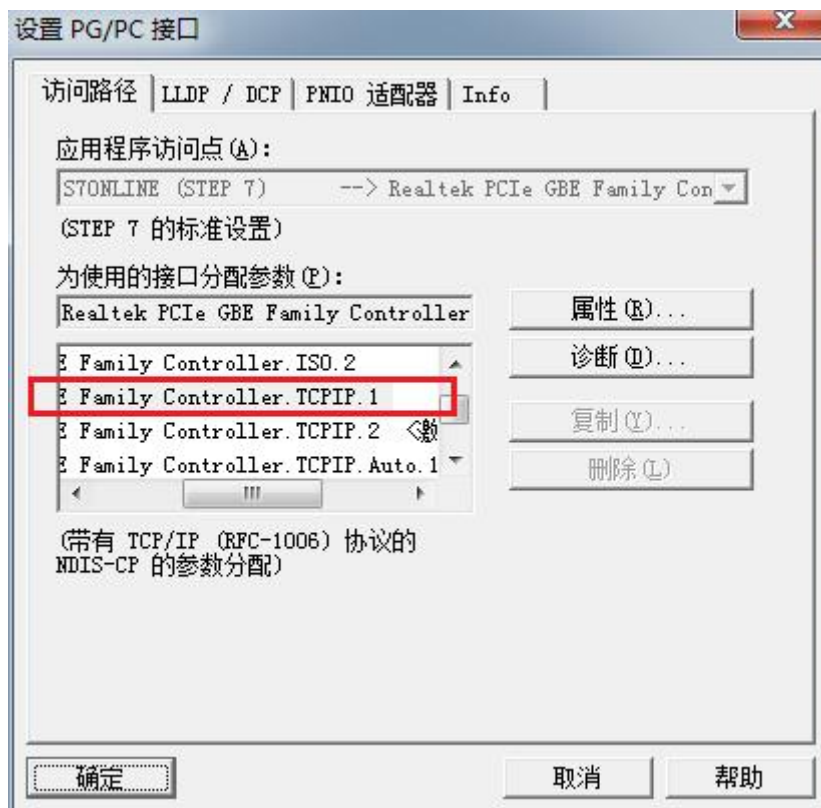 设置 PG/PC 接口
访问路径 LLDP / DCP PNIO 适配器 Info
应用程序访问点(A):
S7ONLINE (STEP 7) --> Realtek PCIe GBE Family Con
(STEP 7 的标准设置)
为使用的接口分配参数(P):
Realtek PCIe GBE Family Controller
属性(R)...
E Family Controller.ISO.2
诊断(D)...
E Family Controller.TCPIP.1
E Family Controller.TCPIP.2 <激
复制(Y)...
E Family Controller.TCPIP.Auto.1
删除(L)
(带有 TCP/IP (RFC-1006) 协议的
NDIS-CP 的参数分配)
确定 取消 帮助